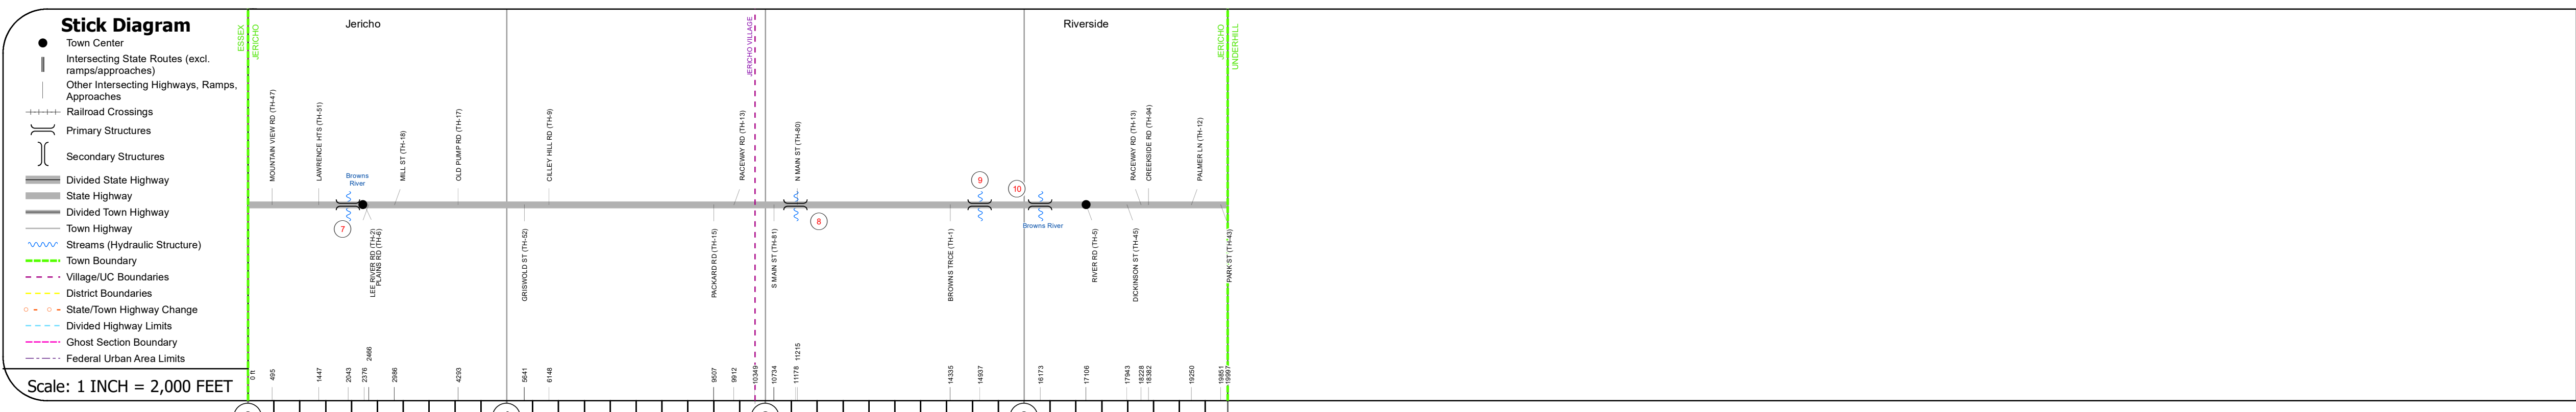 Stick Diagram
Town Center
Intersecting State Routes (excl.
ramps/approaches)
Other Intersecting Highways, Ramps,
Approaches
Railroad Crossings
Primary Structures
Secondary Structures
Divided State Highway
State Highway
Divided Town Highway
Town Highway
Streams (Hydraulic Structure)
Town Boundary
Village/UC Boundaries
District Boundaries
State/Town Highway Change
Divided Highway Limits
Ghost Section Boundary
Federal Urban Area Limits
Scale: 1 INCH = 2,000 FEET
ESSEX
JERICHO
Jericho
JERICHO VILLAGE
Riverside
JERICHO
UNDERHILL
MOUNTAIN VIEW RD (TH-47)
LAWRENCE HTS (TH-51)
Browns
River
MILL ST (TH-18)
OLD PUMP RD (TH-17)
CILLEY HILL RD (TH-9)
RACEWAY RD (TH-13)
N MAIN ST (TH-80)
RACEWAY RD (TH-13)
CREEKSIDE RD (TH-94)
PALMER LN (TH-12)
7
8
9
10
LEE RIVER RD (TH-2)
PLAINS RD (TH-6)
GRISWOLD ST (TH-52)
PACKARD RD (TH-15)
S MAIN ST (TH-81)
BROWNS TRCE (TH-1)
Browns River
RIVER RD (TH-5)
DICKINSON ST (TH-45)
PARK ST (TH-43)
0 ft
495
1447
2043
2376
2466
2986
4293
5641
6148
9507
9912
10349
10734
11178
11215
14335
14937
16173
17106
17943
18228
18382
19250
19851
19997